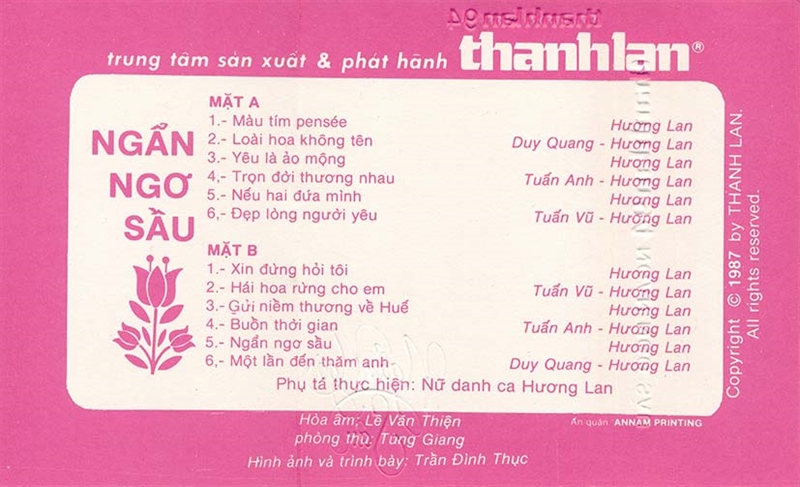 thanhlan 94
trung tâm sản xuất & phát hành thanhlan®
NGẨN
NGƠ
SẦU
MẶT A
1.- Màu tím pensée Hương Lan
2.- Loài hoa không tên Duy Quang - Hương Lan
3.- Yêu là ảo mộng Hương Lan
4,- Trọn đời thương nhau Tuấn Anh - Hương Lan
5.- Nếu hai đứa mình Hương Lan
6,- Đẹp lòng người yêu Tuấn Vũ - Hương Lan
MẶT B
1.- Xin đừng hỏi tôi Hương Lan
2.- Hái hoa rừng cho em Tuấn Vũ - Hương Lan
3.- Gửi niềm thương về Huế Hương Lan
4.- Buồn thời gian Tuấn Anh - Hương Lan
5.- Ngẩn ngơ sầu Hương Lan
6,- Một lần đến thăm anh Duy Quang - Hương Lan
Phụ tá thực hiện: Nữ danh ca Hương Lan
Copyright © 1987 by THANH LAN.
All rights reserved.
Hòa âm: Lê Văn Thiện
phòng thu: Tùng Giang
Hình ảnh và trình bày: Trần Đình Thục
Ấn quán ANNAM PRINTING